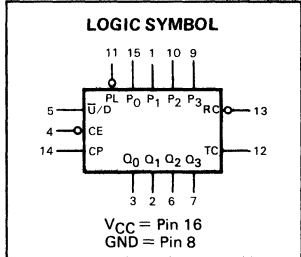 LOGIC SYMBOL
11 15 1 10 9
PL P0 P1 P2 P3
5 U̅/D RC 13
4 CE
14 CP TC 12
Q0 Q1 Q2 Q3
3 2 6 7
VCC = Pin 16
GND = Pin 8